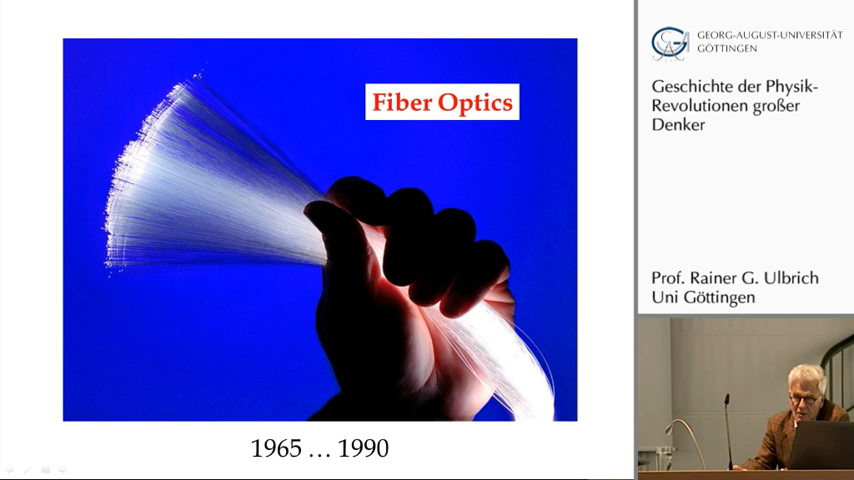 Fiber Optics
1965 … 1990
GEORG-AUGUST-UNIVERSITÄT
GÖTTINGEN
Geschichte der Physik-
Revolutionen großer
Denker
Prof. Rainer G. Ulbrich
Uni Göttingen